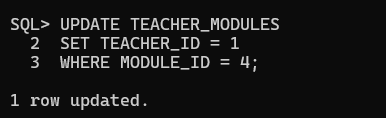 SQL> UPDATE TEACHER_MODULES
  2  SET TEACHER_ID = 1
  3  WHERE MODULE_ID = 4;
1 row updated.